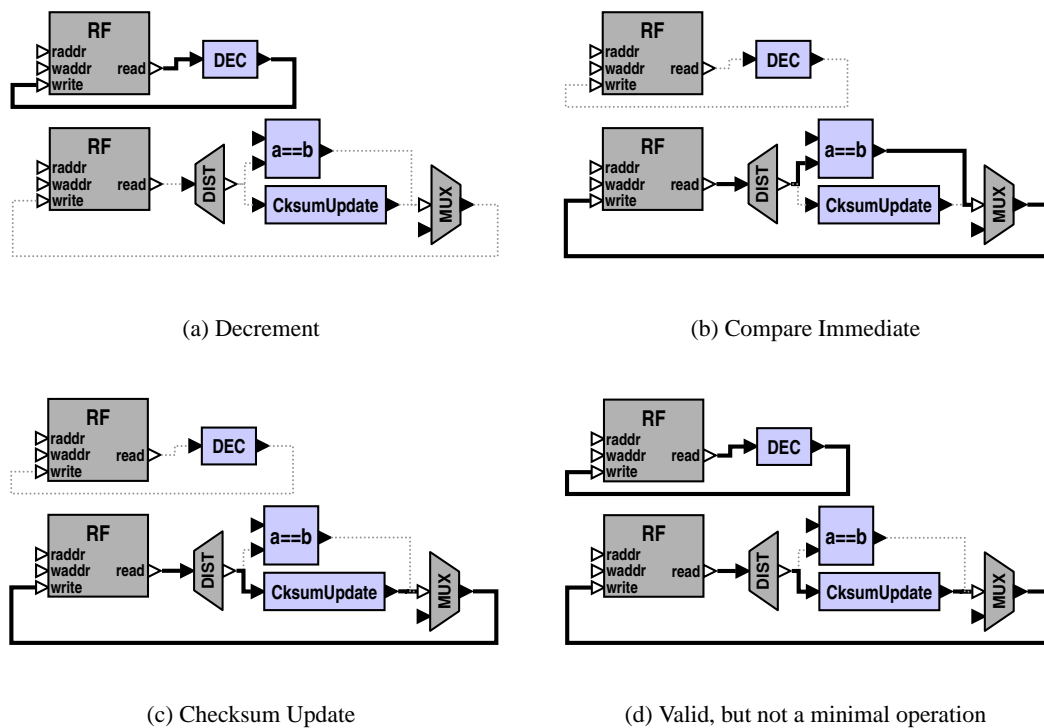 RF
raddr
waddr
read
write
DEC
RF
raddr
waddr
read
write
DIST
a==b
CksumUpdate
MUX
(a) Decrement
RF
raddr
waddr
read
write
DEC
RF
raddr
waddr
read
write
DIST
a==b
CksumUpdate
MUX
(b) Compare Immediate
RF
raddr
waddr
read
write
DEC
RF
raddr
waddr
read
write
DIST
a==b
CksumUpdate
MUX
(c) Checksum Update
RF
raddr
waddr
read
write
DEC
RF
raddr
waddr
read
write
DIST
a==b
CksumUpdate
MUX
(d) Valid, but not a minimal operation